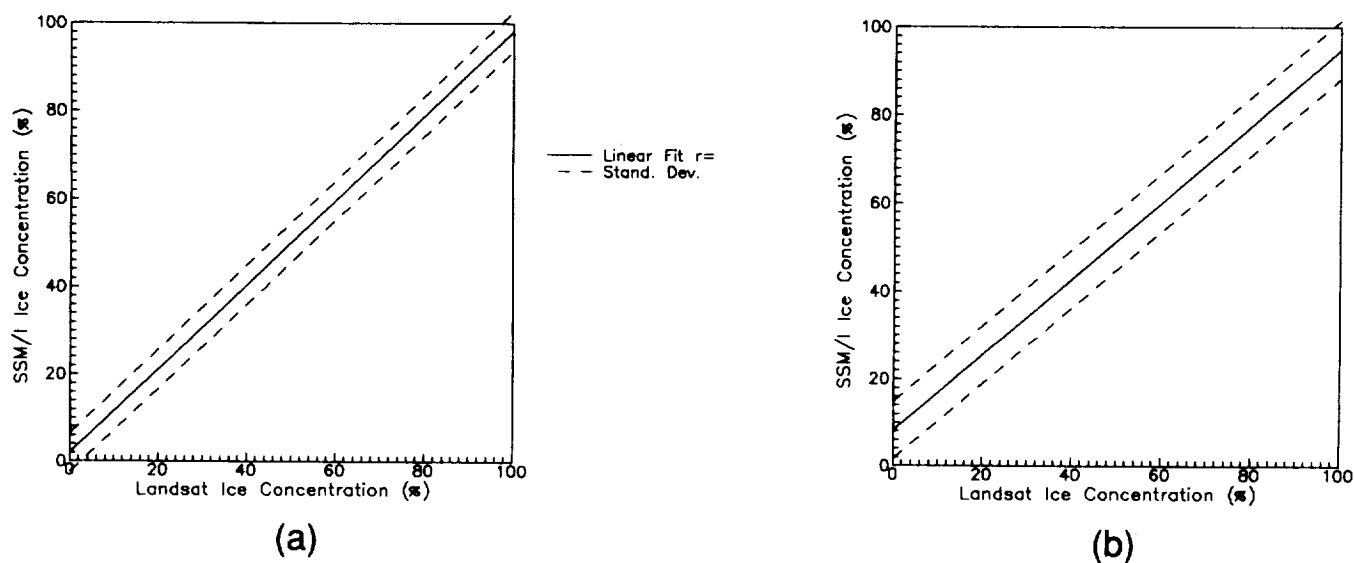 100
80
60
40
20
0
SSM/I Ice Concentration (%)
0 20 40 60 80 100
Landsat Ice Concentration (%)
(a)
Linear Fit r=
Stand. Dev.
100
80
60
40
20
0
SSM/I Ice Concentration (%)
0 20 40 60 80 100
Landsat Ice Concentration (%)
(b)